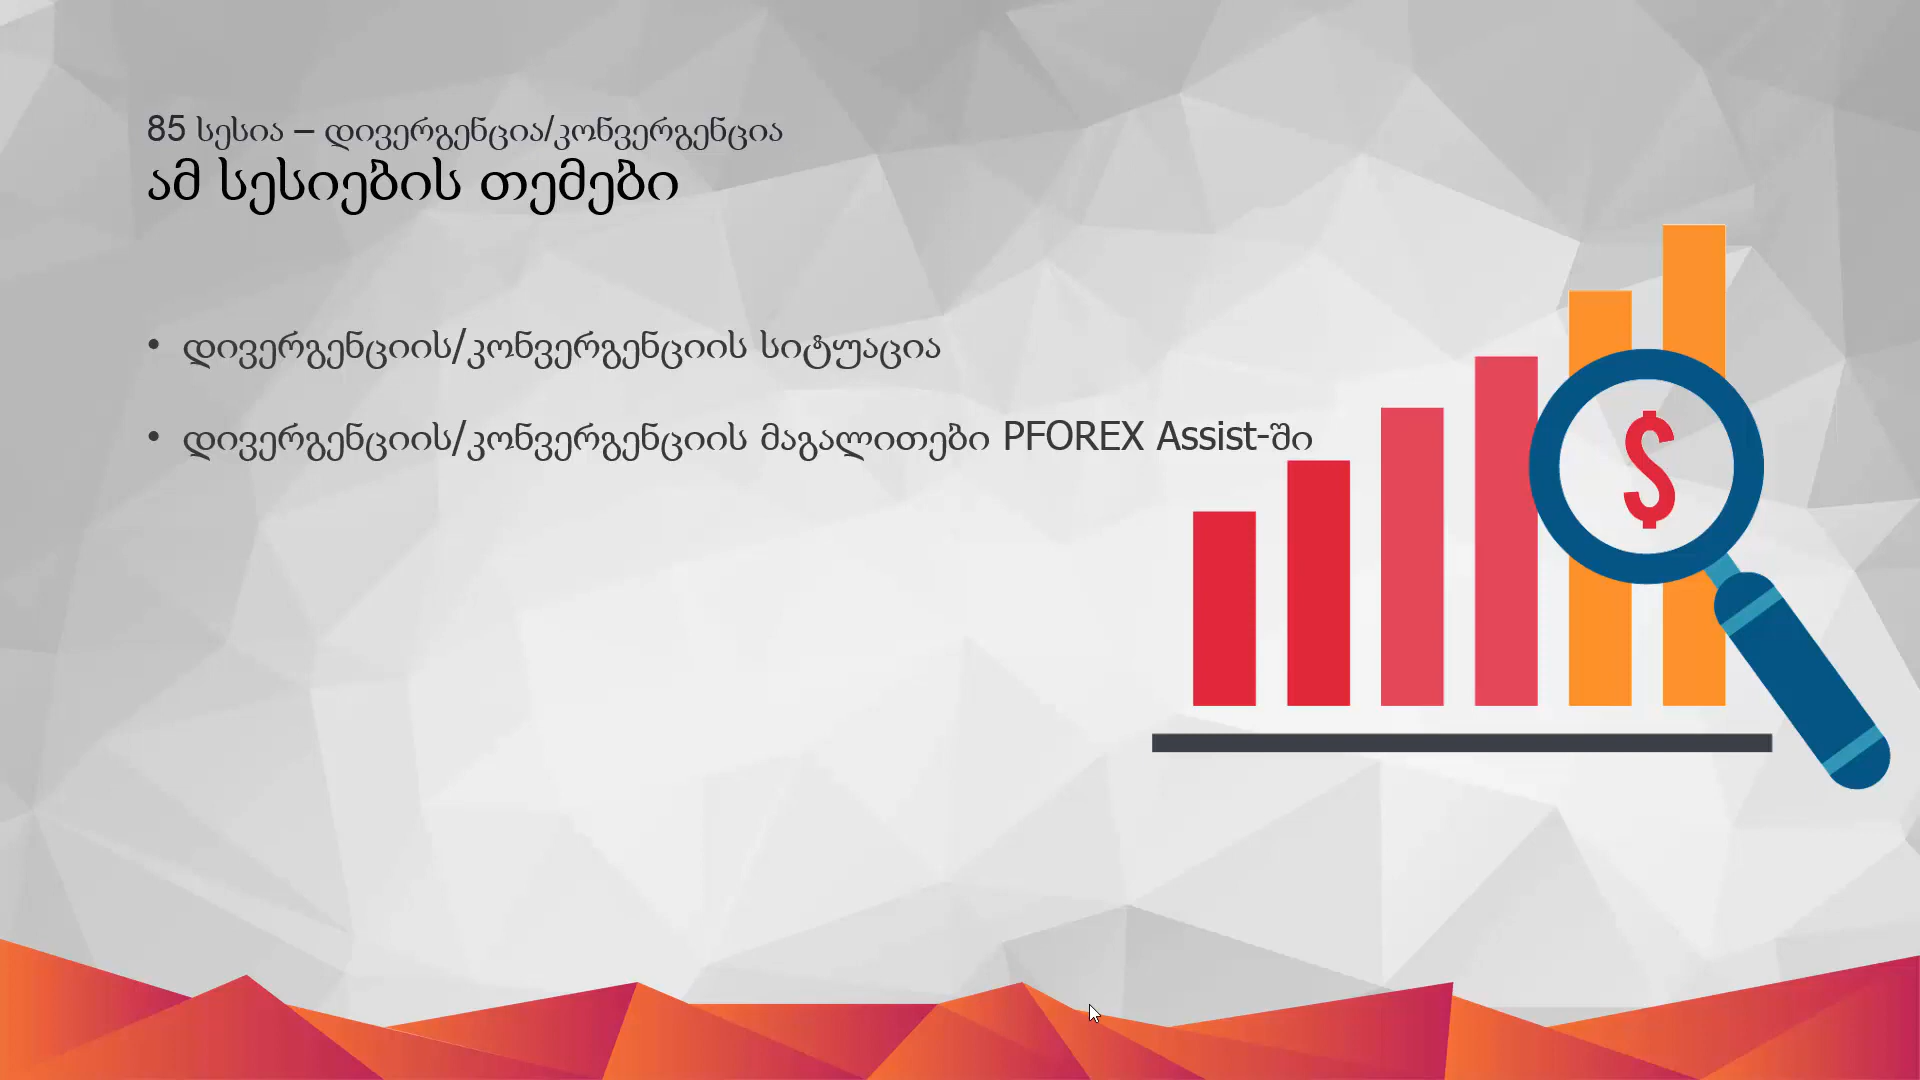 85 სესია – დივერგენცია/კონვერგენცია
ამ სესიების თემები
• დივერგენციის/კონვერგენციის სიტუაცია
• დივერგენციის/კონვერგენციის მაგალითები PFOREX Assist-ში
$